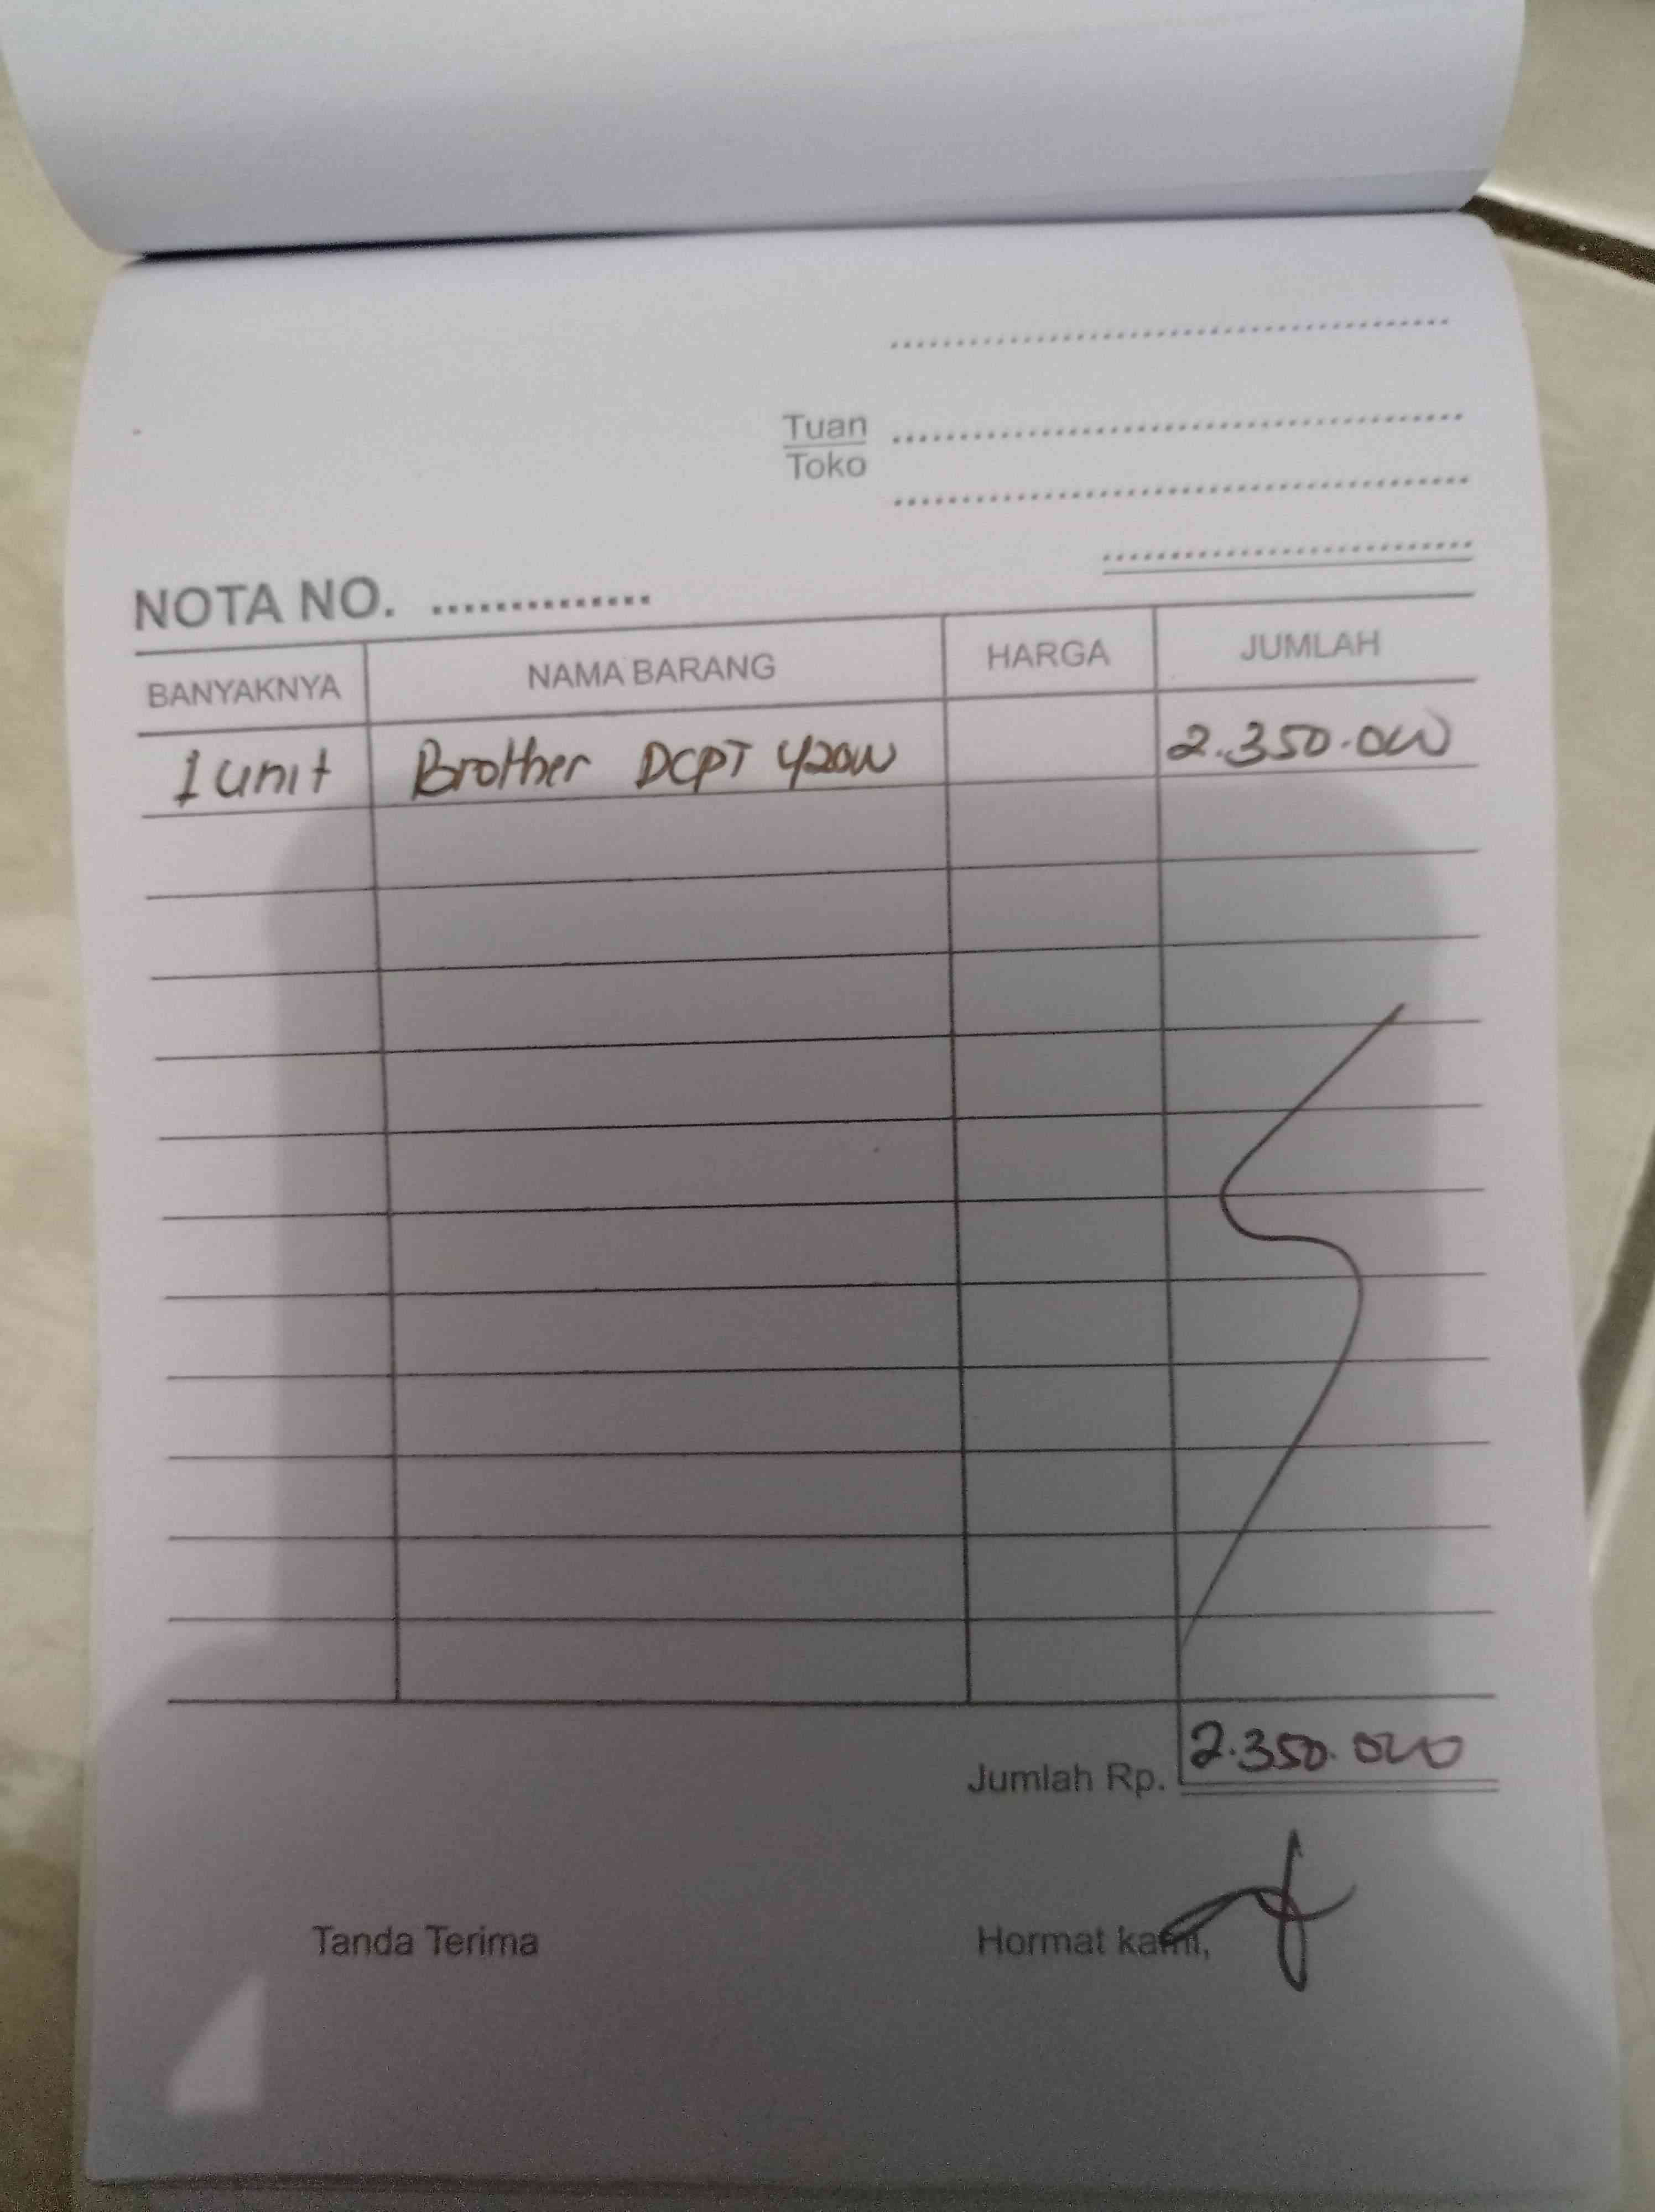 Tuan
Toko
NOTA NO. ..............
BANYAKNYA NAMA BARANG HARGA JUMLAH
1 unit Brother DCPT 420W 2.350.000
Jumlah Rp. 2.350.000
Tanda Terima Hormat kami,